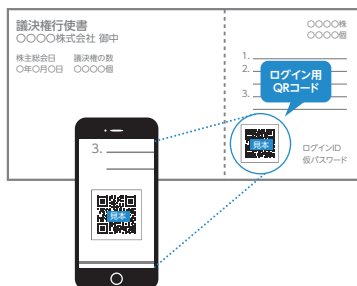 議決権行使書
○○○○株式会社 御中
株主総会日 議決権の数
○年○月○日 ○○○○個
○○○○株
○○○○個
1.
2.
3.
ログイン用
QRコード
見本
ログインID
仮パスワード
3.
見本